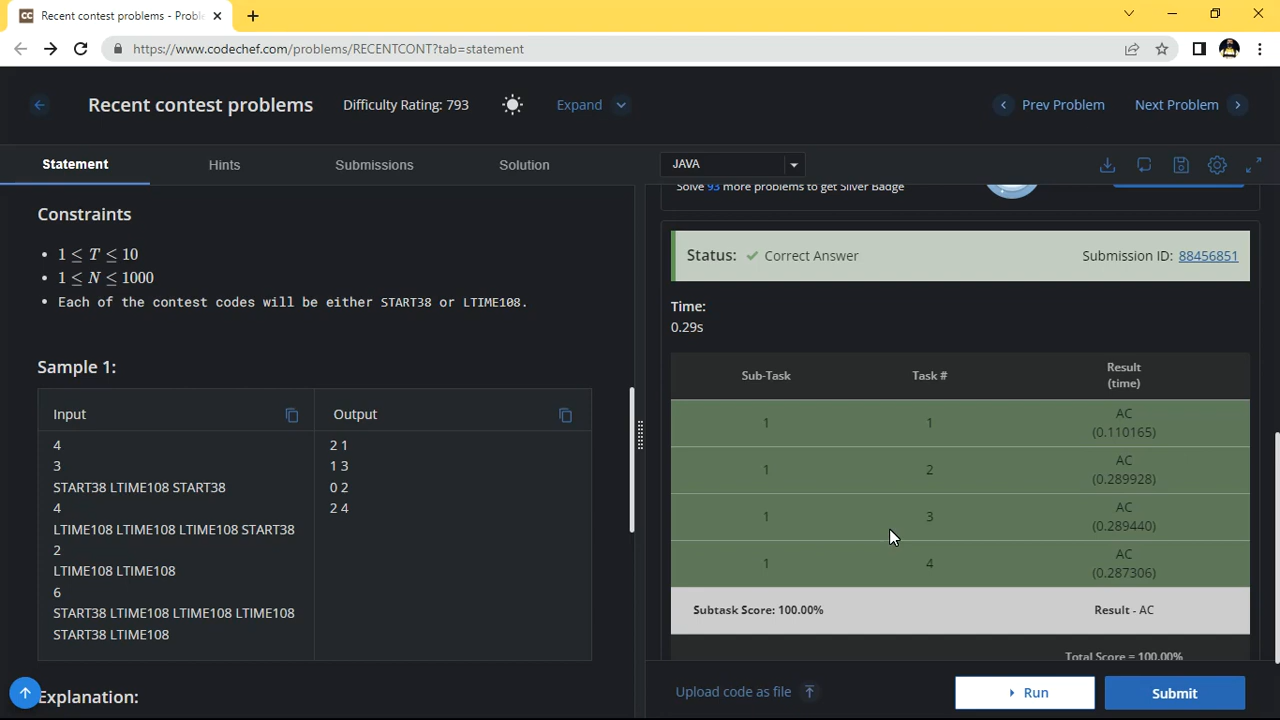 Recent contest problems - Proble
https://www.codechef.com/problems/RECENTCONT?tab=statement
Recent contest problems
Difficulty Rating: 793
Expand
Prev Problem
Next Problem
Statement
Hints
Submissions
Solution
JAVA
Constraints
1 ≤ T ≤ 10
1 ≤ N ≤ 1000
Each of the contest codes will be either START38 or LTIME108.
Sample 1:
Input
Output
4
3
START38 LTIME108 START38
4
LTIME108 LTIME108 LTIME108 START38
2
LTIME108 LTIME108
6
START38 LTIME108 LTIME108 LTIME108
START38 LTIME108
2 1
1 3
0 2
2 4
Explanation:
Solve 93 more problems to get Silver Badge
Status: ✓ Correct Answer
Submission ID: 88456851
Time:
0.29s
Sub-Task
Task #
Result
(time)
1
1
AC
(0.110165)
1
2
AC
(0.289928)
1
3
AC
(0.289440)
1
4
AC
(0.287306)
Subtask Score: 100.00%
Result - AC
Total Score = 100.00%
Upload code as file
Run
Submit